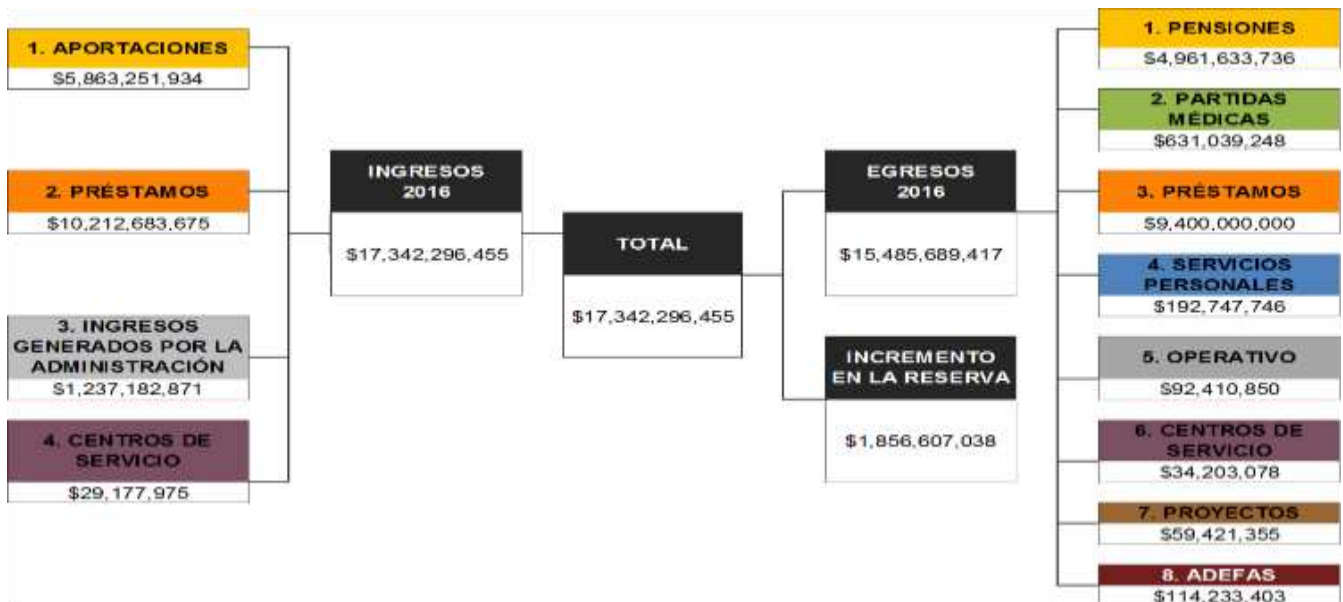 1. APORTACIONES
$5,863,251,934
2. PRÉSTAMOS
$10,212,683,675
3. INGRESOS
GENERADOS POR LA
ADMINISTRACIÓN
$1,237,182,871
4. CENTROS DE
SERVICIO
$29,177,975
INGRESOS
2016
$17,342,296,455
TOTAL
$17,342,296,455
EGRESOS
2016
$15,485,689,417
INCREMENTO
EN LA RESERVA
$1,856,607,038
1. PENSIONES
$4,961,633,736
2. PARTIDAS
MÉDICAS
$631,039,248
3. PRÉSTAMOS
$9,400,000,000
4. SERVICIOS
PERSONALES
$192,747,746
5. OPERATIVO
$92,410,850
6. CENTROS DE
SERVICIO
$34,203,078
7. PROYECTOS
$59,421,355
8. ADEFAS
$114,233,403